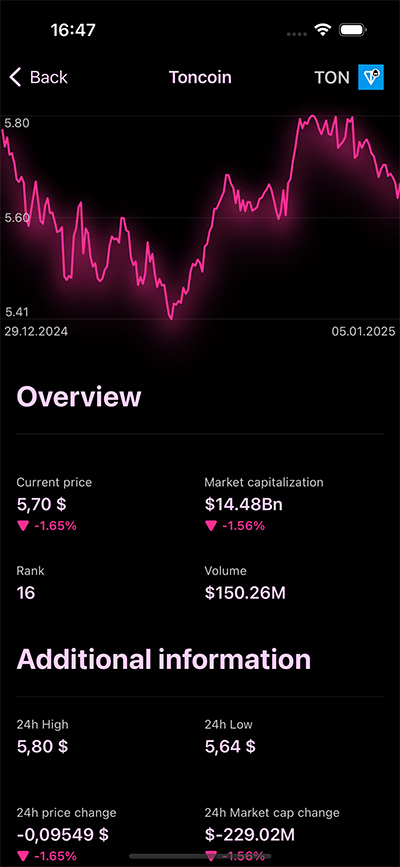 16:47
Back
Toncoin
TON
5.80
5.60
5.41
29.12.2024
05.01.2025
Overview
Current price
Market capitalization
5,70 $
$14.48Bn
-1.65%
-1.56%
Rank
Volume
16
$150.26M
Additional information
24h High
24h Low
5,80 $
5,64 $
24h price change
24h Market cap change
-0,09549 $
$-229.02M
-1.65%
-1.56%